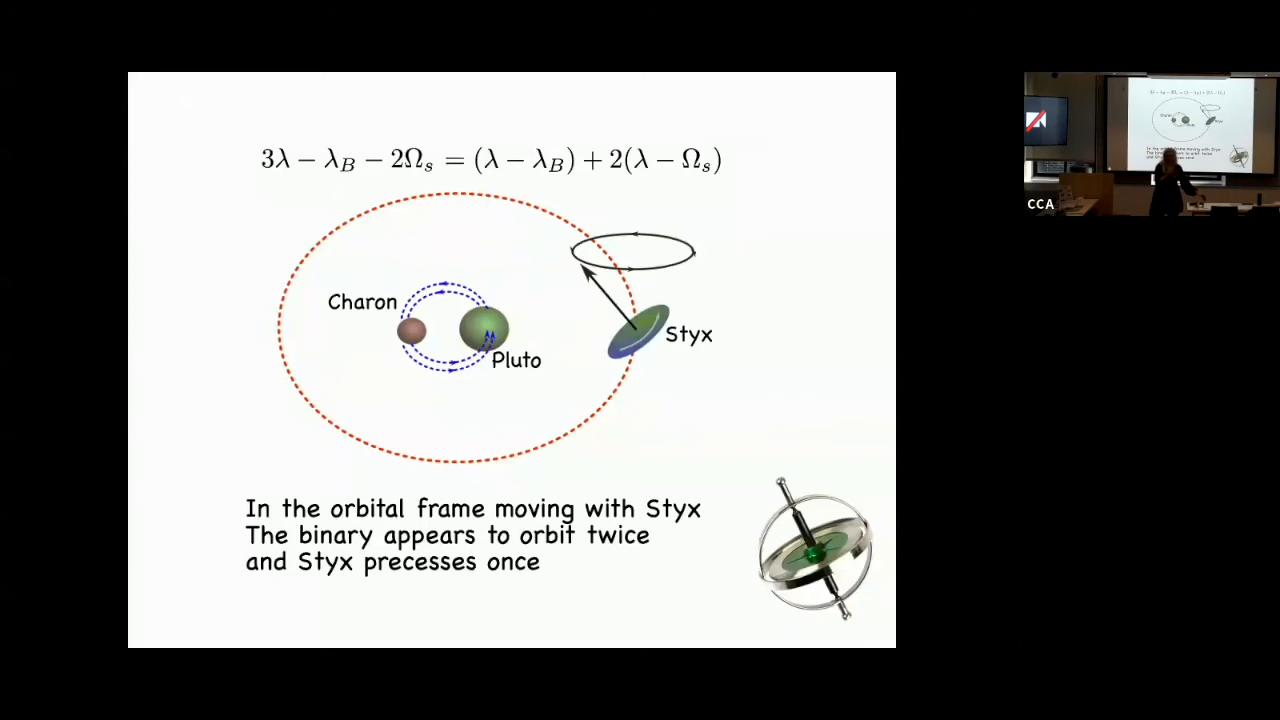 3λ − λ_B − 2Ω_s = (λ − λ_B) + 2(λ − Ω_s)
Charon
Styx
Pluto
In the orbital frame moving with Styx
The binary appears to orbit twice
and Styx precesses once
CCA